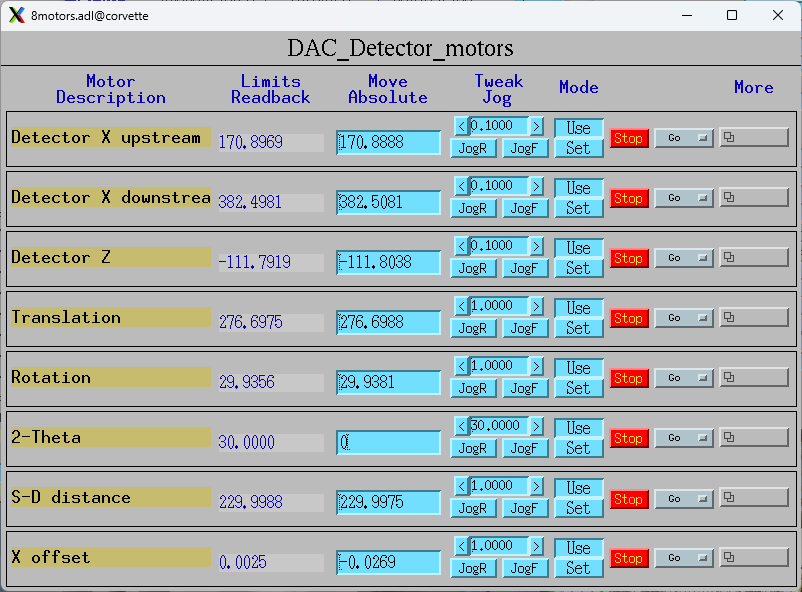 8motors.adl@corvette
DAC_Detector_motors
Motor Description Limits Readback Move Absolute Tweak Jog Mode More
Detector X upstream 170.8969 170.8888 < 0.1000 > JogR JogF Use Set Stop Go
Detector X downstrea 382.4981 382.5081 < 0.1000 > JogR JogF Use Set Stop Go
Detector Z -111.7919 -111.8038 < 0.1000 > JogR JogF Use Set Stop Go
Translation 276.6975 276.6988 < 1.0000 > JogR JogF Use Set Stop Go
Rotation 29.9356 29.9381 < 1.0000 > JogR JogF Use Set Stop Go
2-Theta 30.0000 0 < 30.0000 > JogR JogF Use Set Stop Go
S-D distance 229.9988 229.9975 < 1.0000 > JogR JogF Use Set Stop Go
X offset 0.0025 -0.0269 < 1.0000 > JogR JogF Use Set Stop Go